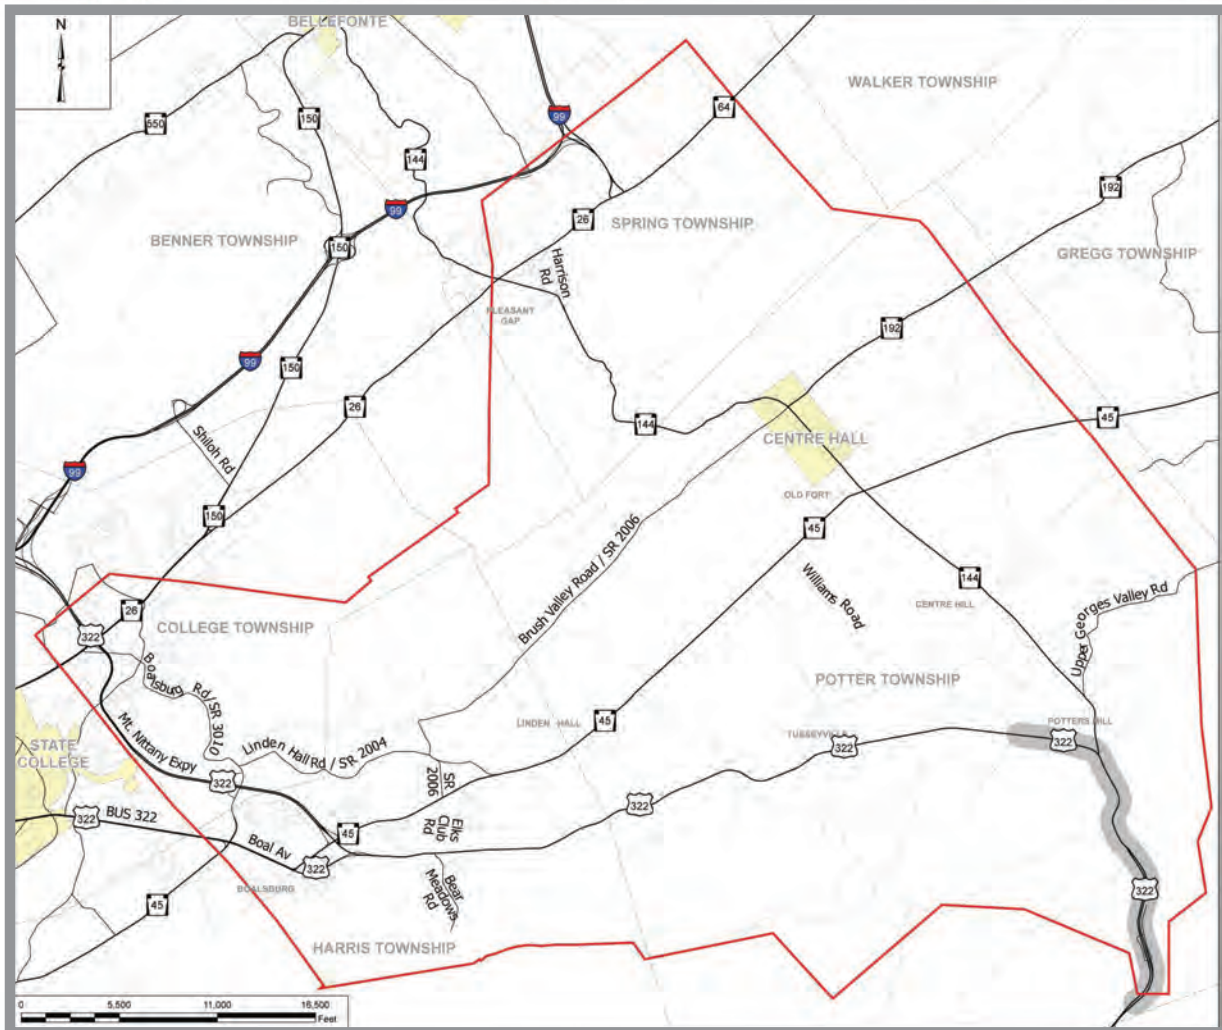 N
BELLEFONTE
WALKER TOWNSHIP
64
99
550
150
144
192
99
26
SPRING TOWNSHIP
BENNER TOWNSHIP
150
GREGG TOWNSHIP
Harrison
Rd
PLEASANT
GAP
192
99
150
26
144
45
CENTRE HALL
Shiloh Rd
99
OLD FORT
150
45
Brush Valley Road / SR 2006
144
Williams Road
CENTRE HILL
Upper Georges Valley Rd
26
COLLEGE TOWNSHIP
322
Boalsburg Rd/SR 3010
POTTER TOWNSHIP
LINDEN HALL
45
POTTERS MILL
TUSSEYVILLE
322
322
Mt. Nittany Expy
STATE
COLLEGE
Linden Hall Rd / SR 2004
322
SR
2006
322
BUS 322
322
45
Elks
Club
Rd
Boal Av
322
BOALSBURG
Bear
Meadows
Rd
322
45
HARRIS TOWNSHIP
0 5,500 11,000 16,500
Feet